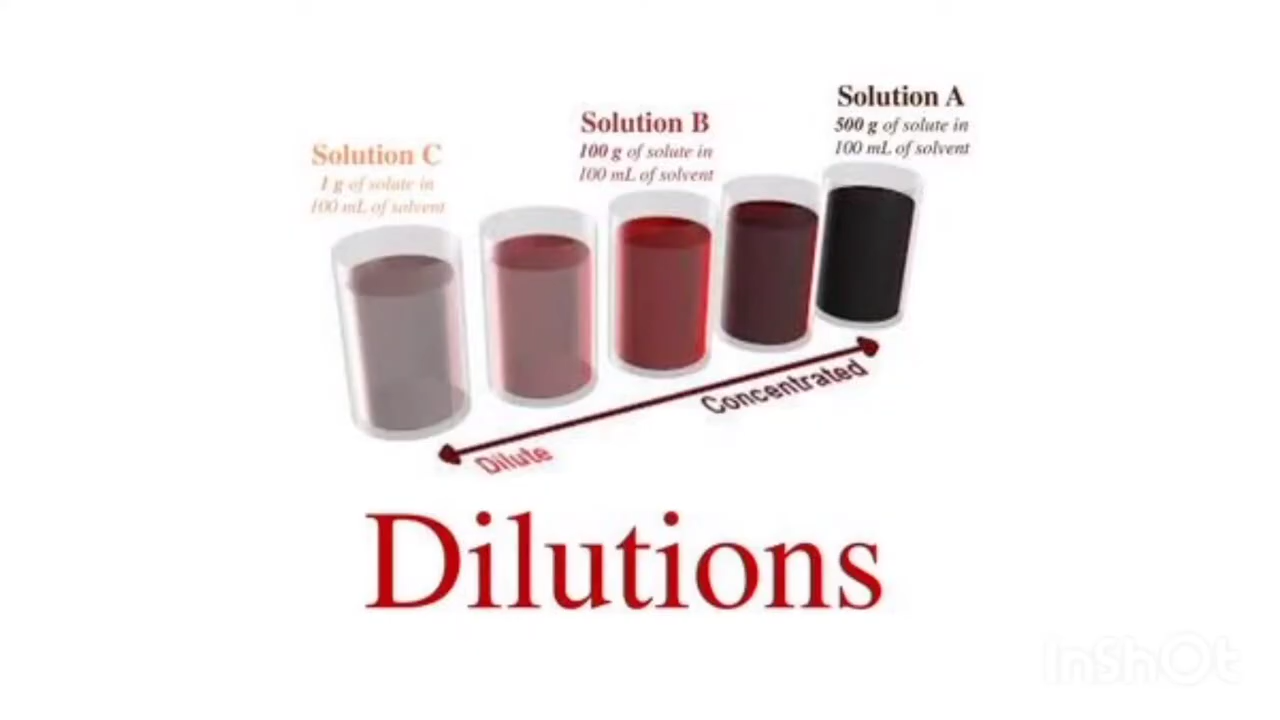 Solution A
500 g of solute in
100 mL of solvent
Solution B
100 g of solute in
100 mL of solvent
Solution C
1 g of solute in
100 mL of solvent
Concentrated
Dilute
Dilutions
InShOt